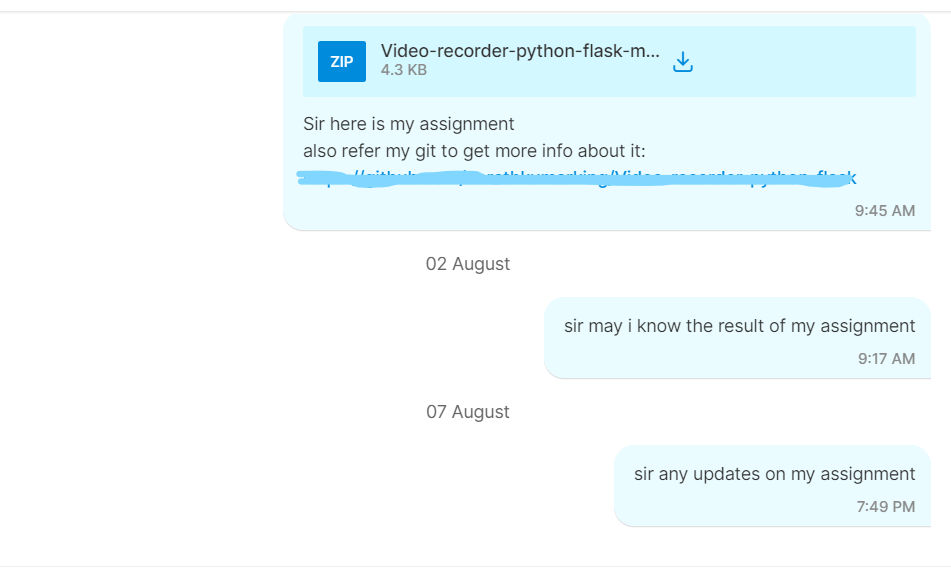 ZIP
Video-recorder-python-flask-m...
4.3 KB
Sir here is my assignment
also refer my git to get more info about it:
9:45 AM
02 August
sir may i know the result of my assignment
9:17 AM
07 August
sir any updates on my assignment
7:49 PM